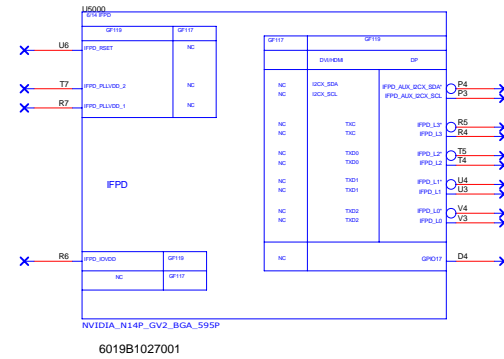 U5000
6/14 IFPD
GF119 GF117
U6 IFPD_RSET NC
T7 IFPD_PLLVDD_2 NC
R7 IFPD_PLLVDD_1 NC
GF117 GF119
DVI/HDMI DP
NC I2CX_SDA IFPD_AUX_I2CX_SDA* P4
NC I2CX_SCL IFPD_AUX_I2CX_SCL P3
NC TXC IFPD_L3* R5
NC TXC IFPD_L3 R4
NC TXD0 IFPD_L2* T5
NC TXD0 IFPD_L2 T4
NC TXD1 IFPD_L1* U4
NC TXD1 IFPD_L1 U3
NC TXD2 IFPD_L0* V4
NC TXD2 IFPD_L0 V3
IFPD
R6 IFPD_IOVDD GF119
NC GF117
NC GPIO17 D4
NVIDIA_N14P_GV2_BGA_595P
6019B1027001